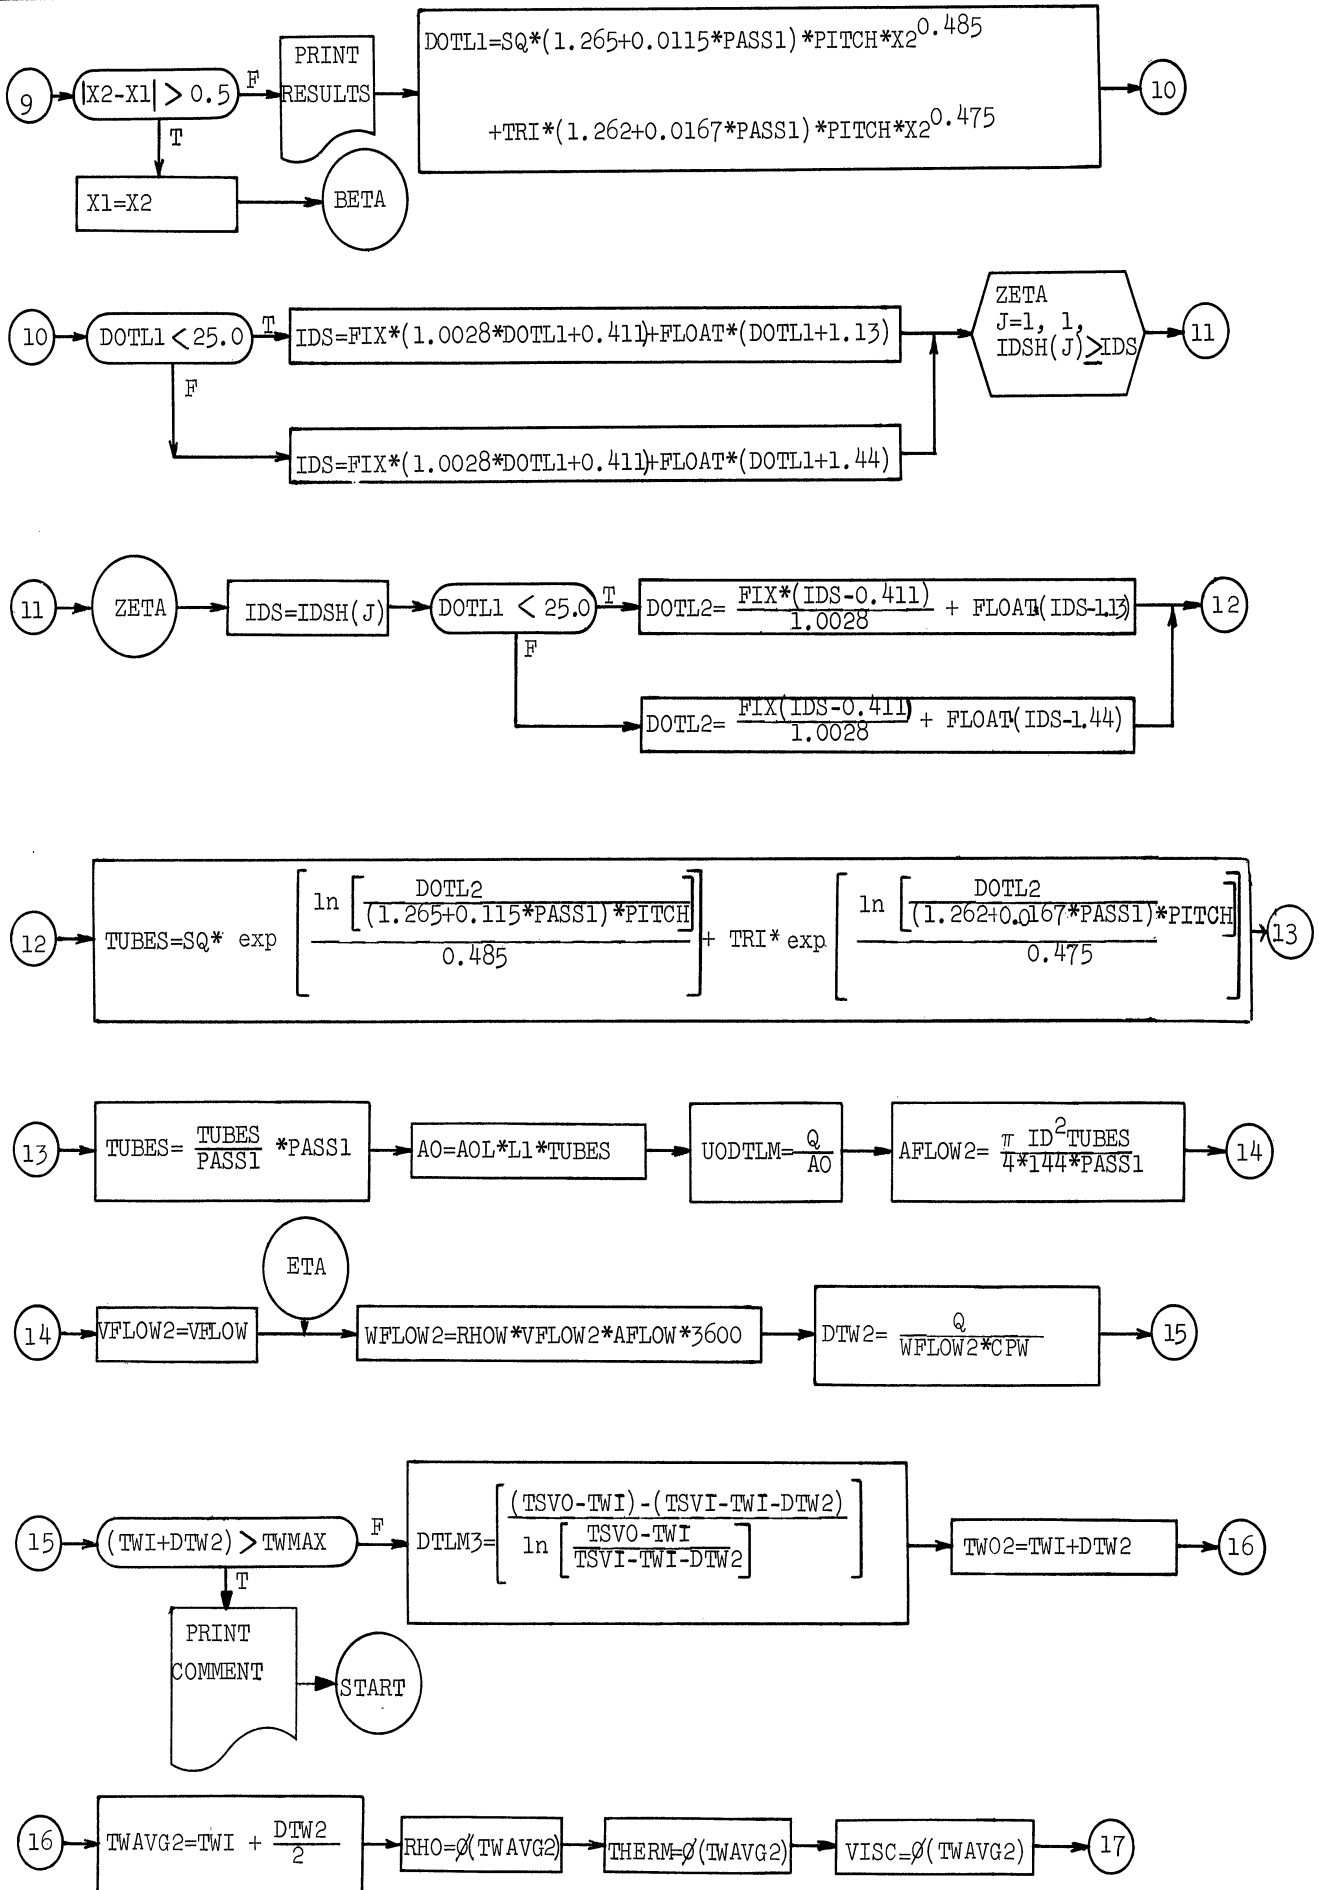 9
|X2-X1| > 0.5
F
T
PRINT
RESULTS
DOTL1=SQ*(1.265+0.0115*PASS1)*PITCH*X2^0.485
+TRI*(1.262+0.0167*PASS1)*PITCH*X2^0.475
10
X1=X2
BETA
10
DOTL1 < 25.0
T
F
IDS=FIX*(1.0028*DOTL1+0.411)+FLOAT*(DOTL1+1.13)
IDS=FIX*(1.0028*DOTL1+0.411)+FLOAT*(DOTL1+1.44)
ZETA
J=1, 1,
IDSH(J)≥IDS
11
11
ZETA
IDS=IDSH(J)
DOTL1 < 25.0
T
F
DOTL2= FIX*(IDS-0.411)/1.0028 + FLOAT*(IDS-1.13)
DOTL2= FIX(IDS-0.411)/1.0028 + FLOAT*(IDS-1.44)
12
12
TUBES=SQ* exp [ ln [ DOTL2/(1.265+0.115*PASS1)*PITCH ] / 0.485 ] + TRI* exp [ ln [ DOTL2/(1.262+0.0167*PASS1)*PITCH ] / 0.475 ]
13
13
TUBES= TUBES/PASS1 *PASS1
AO=AOL*L1*TUBES
UODTLM= Q/AO
AFLOW2= π ID²TUBES/4*144*PASS1
14
ETA
14
VFLOW2=VFLOW
WFLOW2=RHOW*VFLOW2*AFLOW*3600
DTW2= Q/WFLOW2*CPW
15
15
(TWI+DTW2) > TWMAX
F
T
DTLM3= [ (TSVO-TWI)-(TSVI-TWI-DTW2) / ln [ TSVO-TWI/TSVI-TWI-DTW2 ] ]
TWO2=TWI+DTW2
16
PRINT
COMMENT
START
16
TWAVG2=TWI + DTW2/2
RHO=Ø(TWAVG2)
THERM=Ø(TWAVG2)
VISC=Ø(TWAVG2)
17